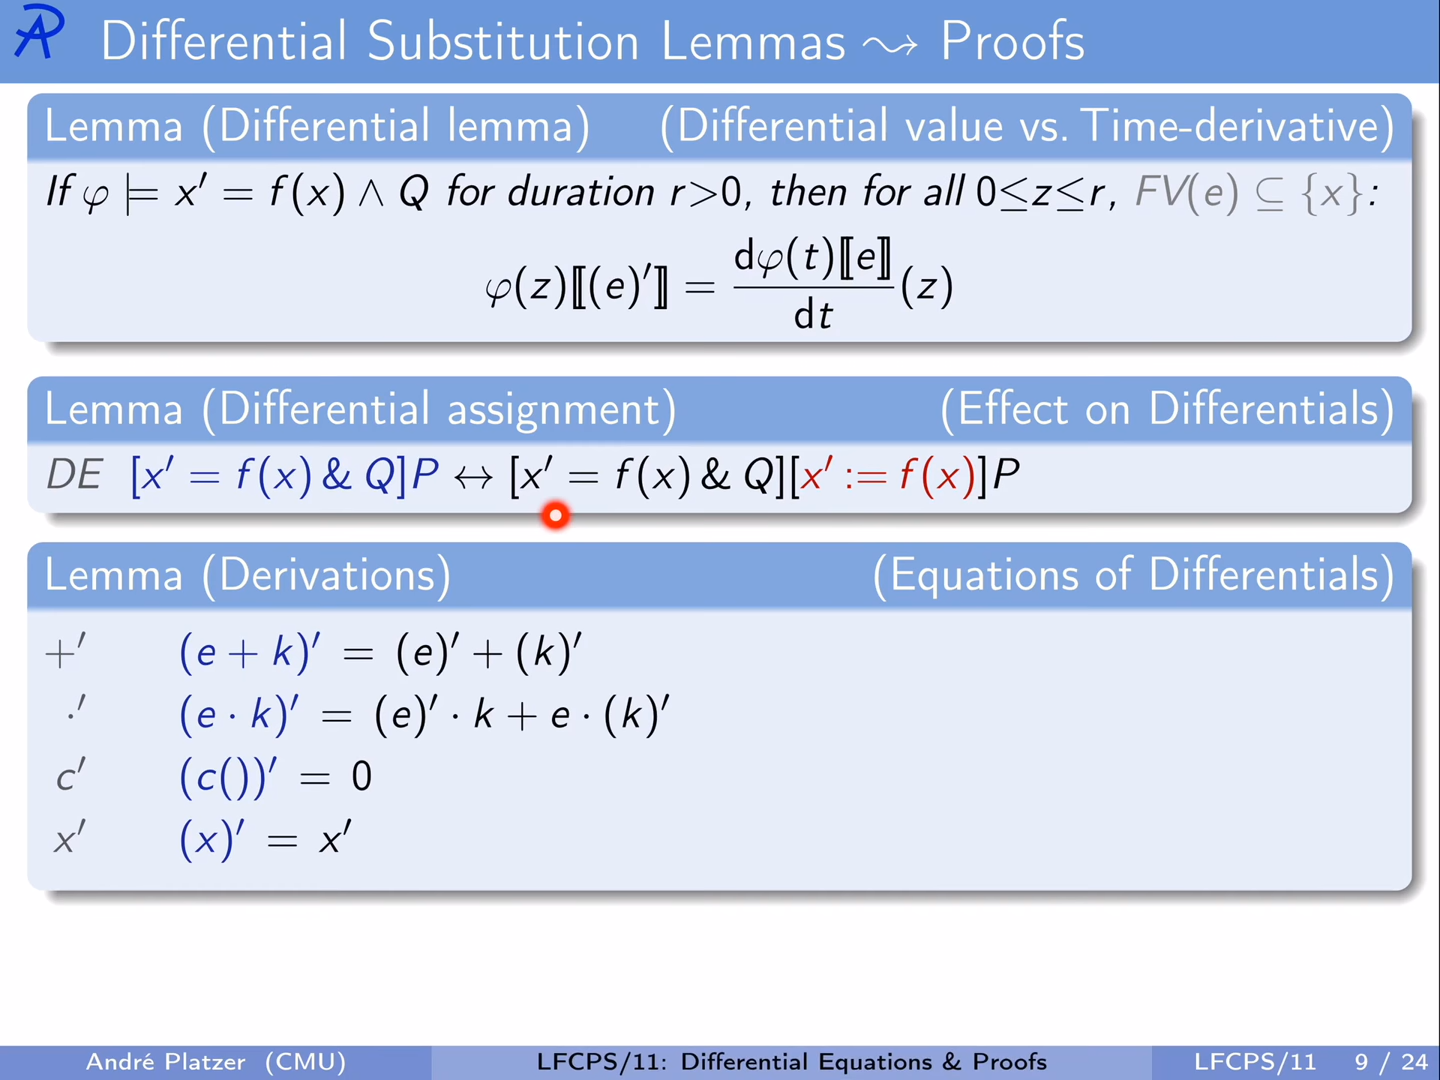 Differential Substitution Lemmas ⤳ Proofs
Lemma (Differential lemma) (Differential value vs. Time-derivative)
If φ ⊨ x′ = f(x) ∧ Q for duration r>0, then for all 0≤z≤r, FV(e) ⊆ {x}:
φ(z)⟦(e)′⟧ = dφ(t)⟦e⟧/dt (z)
Lemma (Differential assignment) (Effect on Differentials)
DE [x′ = f(x) & Q]P ↔ [x′ = f(x) & Q][x′ := f(x)]P
Lemma (Derivations) (Equations of Differentials)
+′ (e + k)′ = (e)′ + (k)′
·′ (e · k)′ = (e)′ · k + e · (k)′
c′ (c())′ = 0
x′ (x)′ = x′
André Platzer (CMU) LFCPS/11: Differential Equations & Proofs LFCPS/11 9 / 24